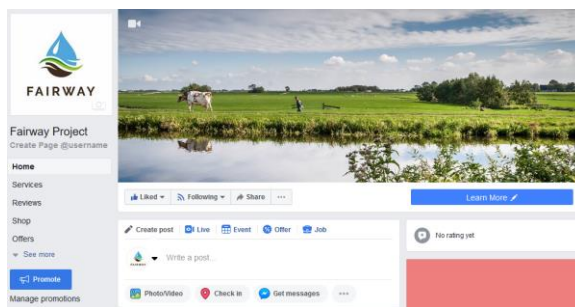 FAIRWAY
Fairway Project
Create Page @username
Home
Services
Reviews
Shop
Offers
See more
Promote
Manage promotions
Liked
Following
Share
Learn More
Create post
Live
Event
Offer
Job
Write a post...
Photo/Video
Check in
Get messages
No rating yet